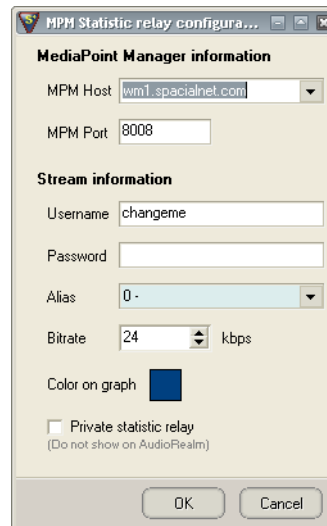 MPM Statistic relay configura...
MediaPoint Manager information
MPM Host wm1.spacialnet.com
MPM Port 8008
Stream information
Username changeme
Password
Alias 0 -
Bitrate 24 kbps
Color on graph
Private statistic relay
(Do not show on AudioRealm)
OK Cancel